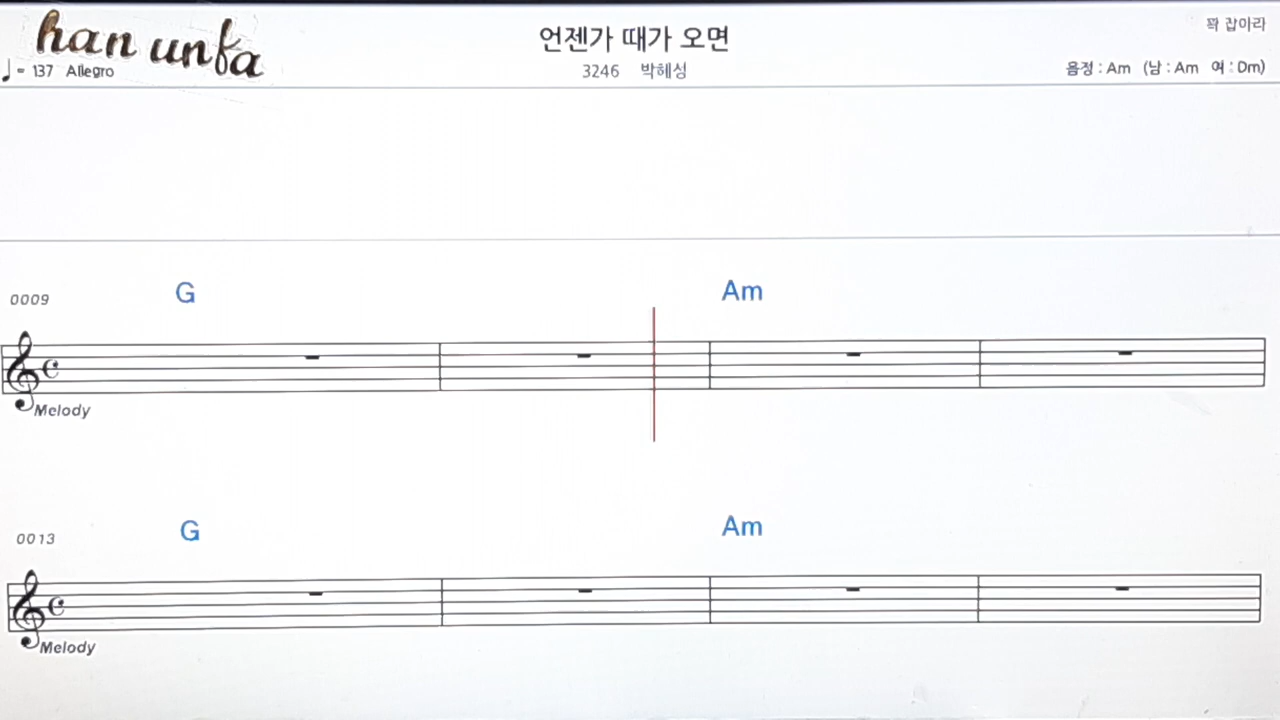 han unfa
언젠가 때가 오면
꽉 잡아라
♩= 137 Allegro
3246 박혜성
음정 : Am (남 : Am 여 : Dm)
0009 G Am
Melody
0013 G Am
Melody